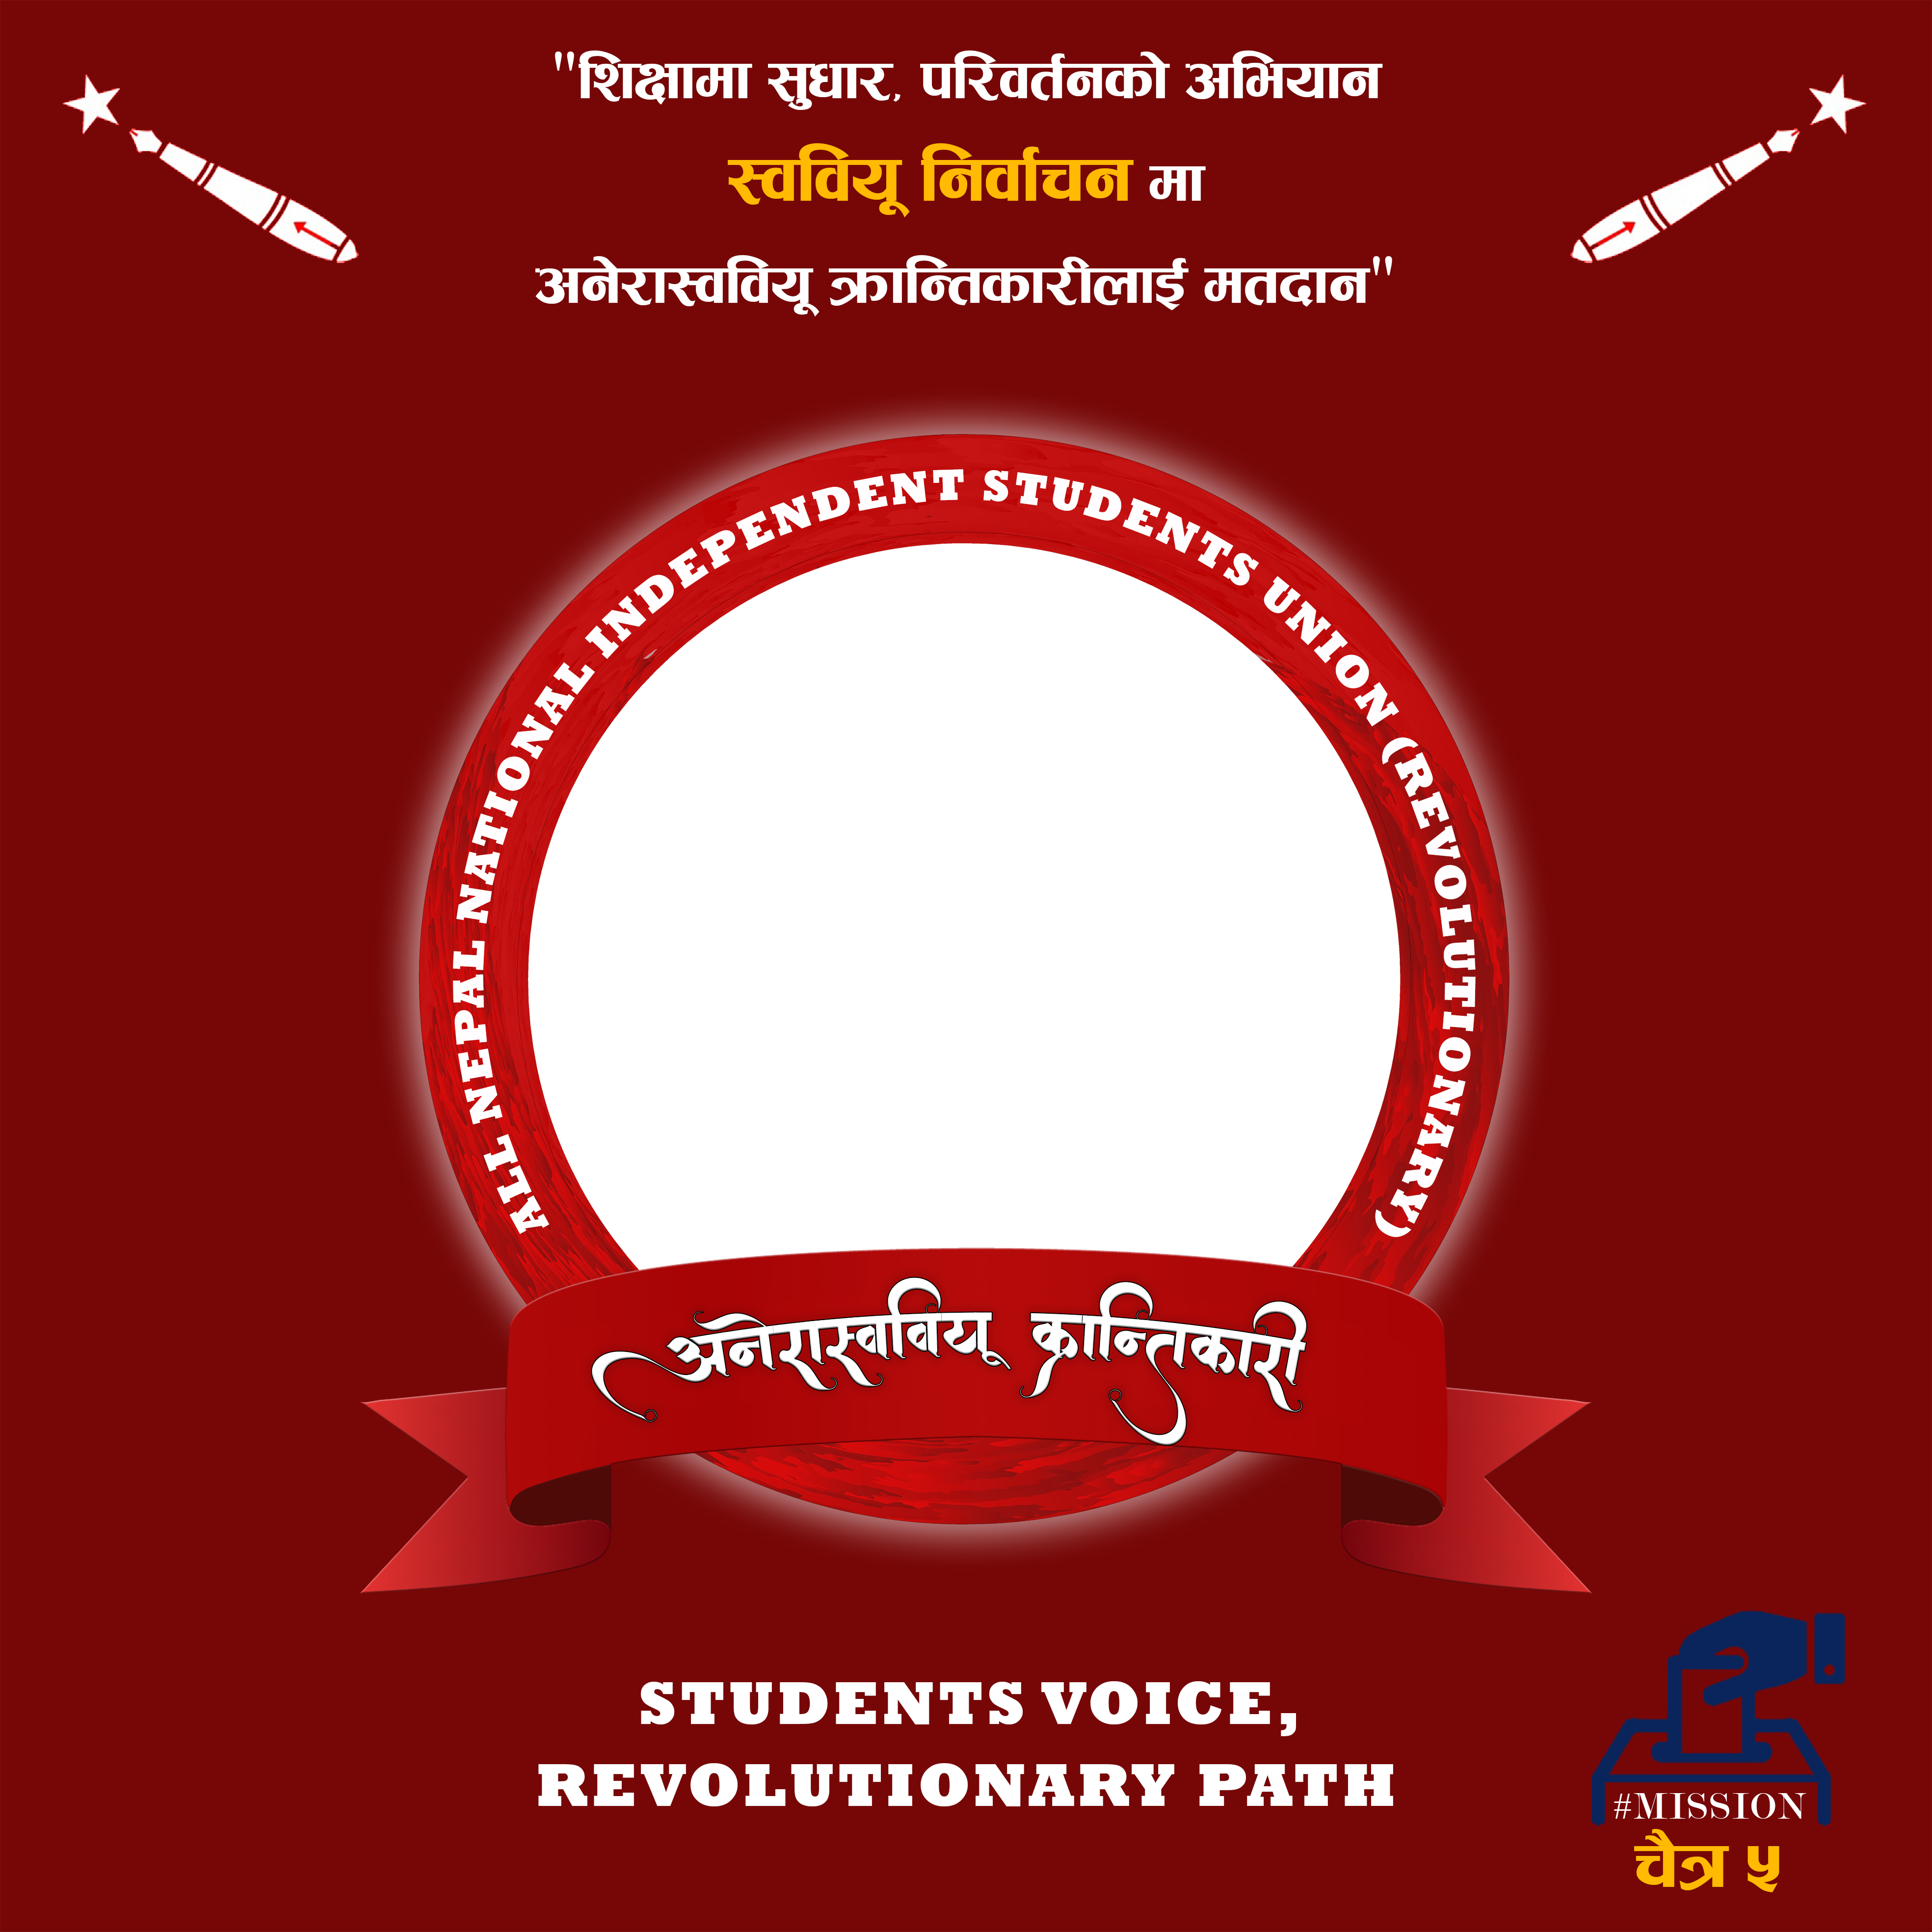 "शिक्षामा सुधार, परिवर्तनको अभियान
स्ववियू निर्वाचन मा
अनेरास्ववियू क्रान्तिकारीलाई मतदान"
ALL NEPAL NATIONAL INDEPENDENT STUDENTS UNION (REVOLUTIONARY)
अनेरास्ववियू क्रान्तिकारी
STUDENTS VOICE,
REVOLUTIONARY PATH
#MISSION
चैत्र ५